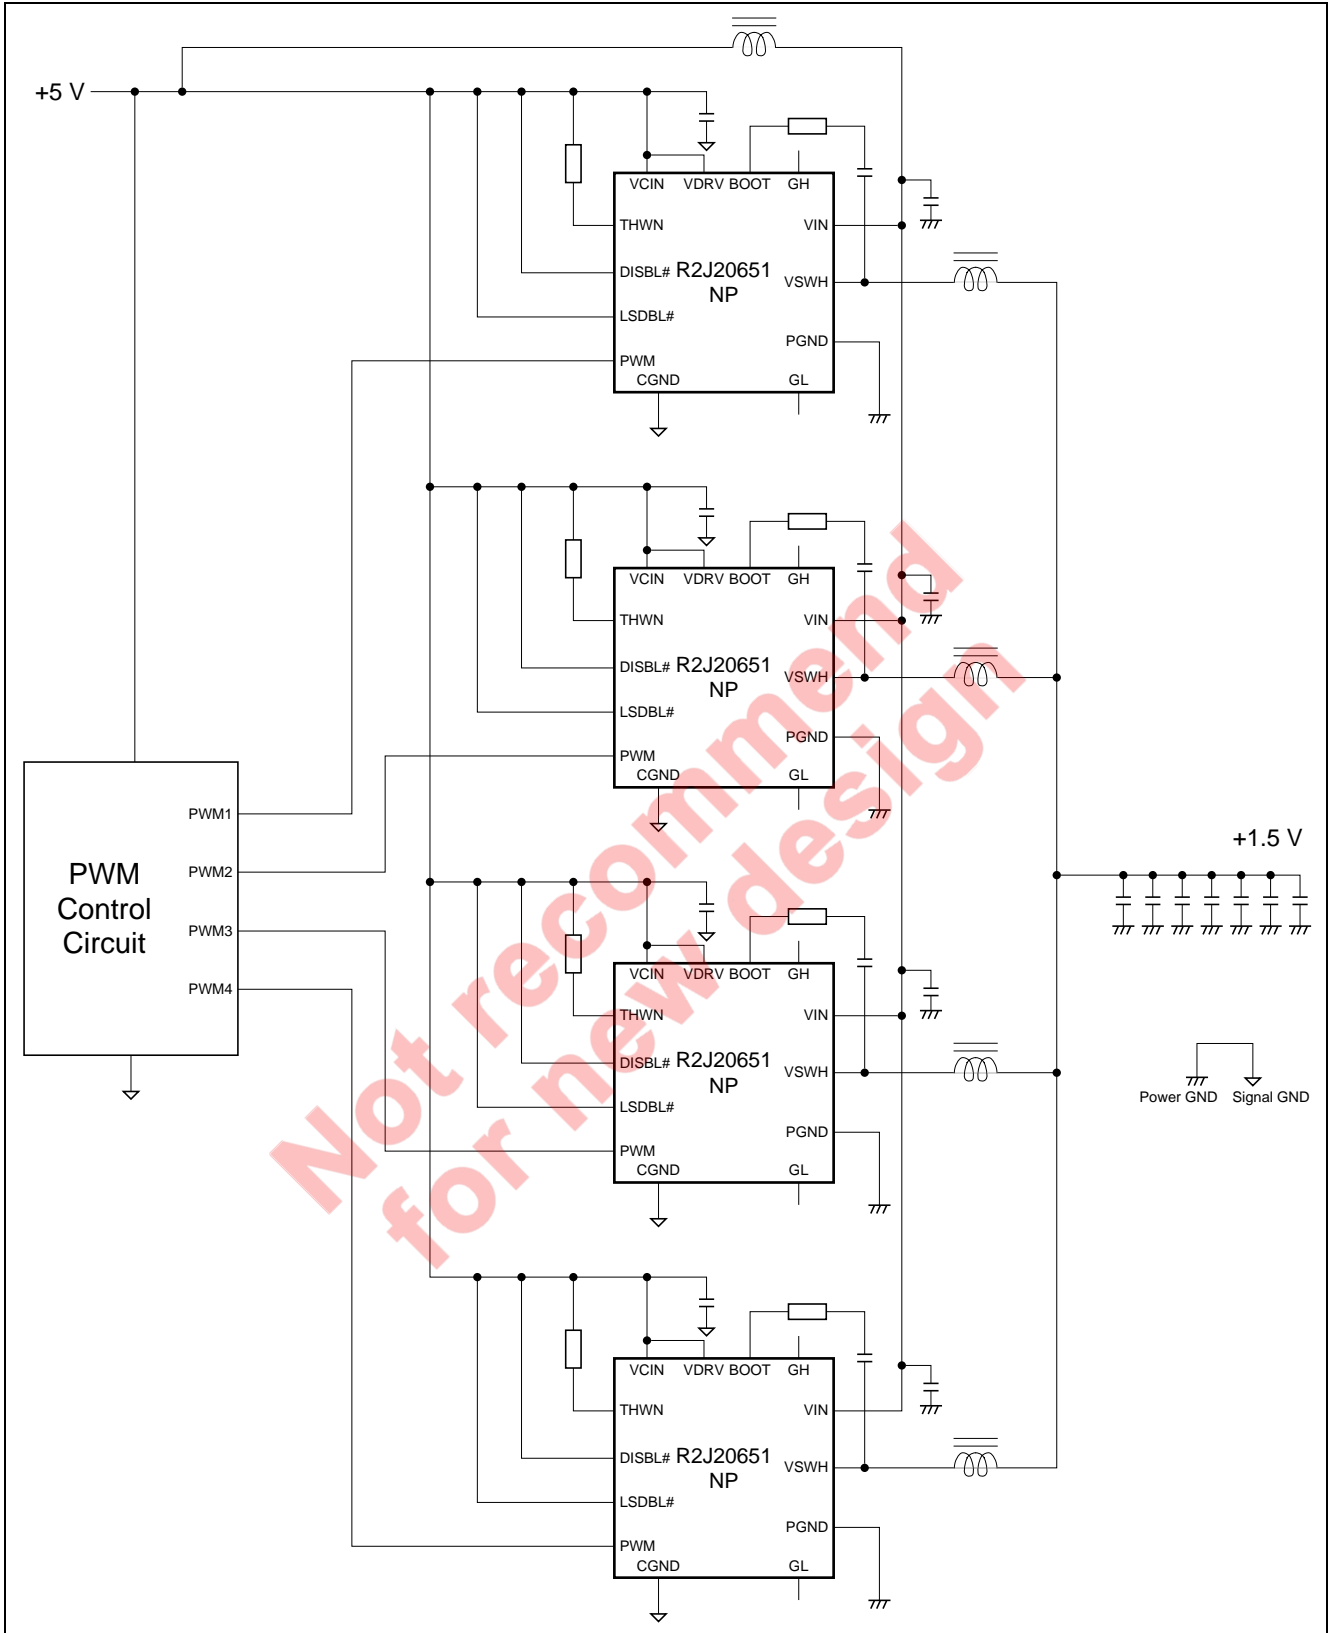 +5 V
VCIN VDRV BOOT GH
THWN
VIN
DISBL# R2J20651
NP
VSWH
LSDBL#
PGND
PWM
CGND
GL
VCIN VDRV BOOT GH
THWN
VIN
DISBL# R2J20651
NP
VSWH
LSDBL#
PGND
PWM
CGND
GL
PWM
Control
Circuit
PWM1
PWM2
PWM3
PWM4
+1.5 V
VCIN VDRV BOOT GH
THWN
VIN
DISBL# R2J20651
NP
VSWH
LSDBL#
PGND
PWM
CGND
GL
Power GND Signal GND
VCIN VDRV BOOT GH
THWN
VIN
DISBL# R2J20651
NP
VSWH
LSDBL#
PGND
PWM
CGND
GL
Not recommend
for new design